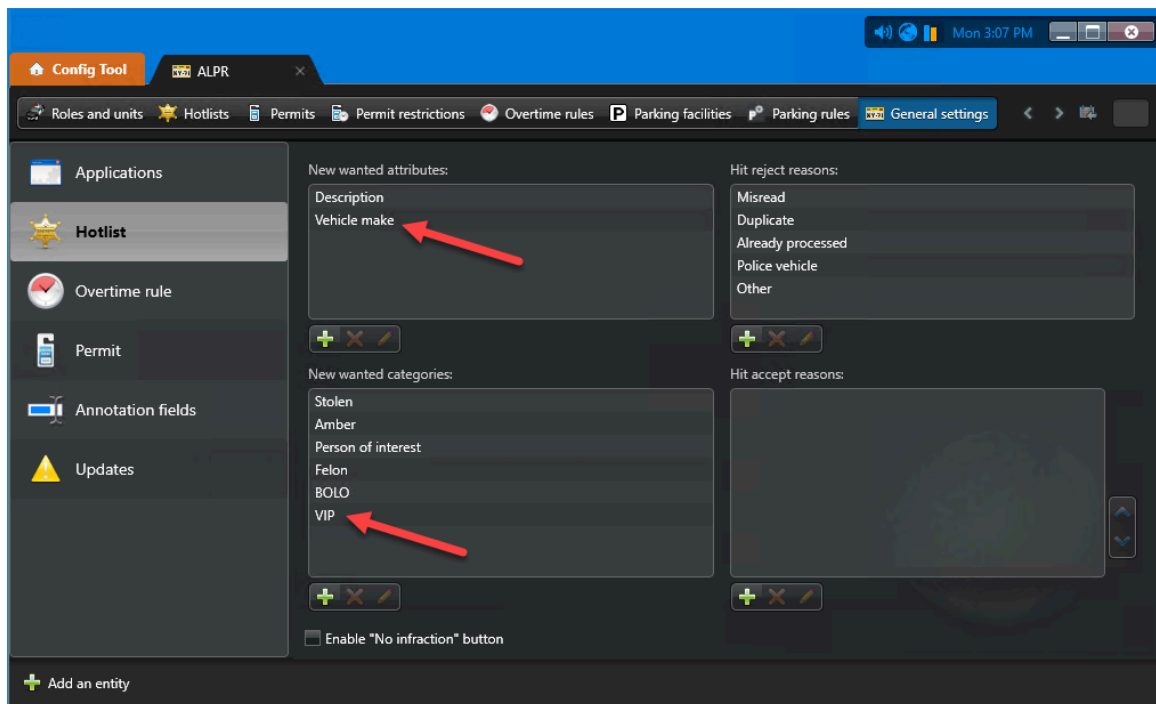 Mon 3:07 PM
Config Tool
ALPR
Roles and units
Hotlists
Permits
Permit restrictions
Overtime rules
P Parking facilities
Parking rules
General settings
Applications
Hotlist
Overtime rule
Permit
Annotation fields
Updates
New wanted attributes:
Description
Vehicle make
Hit reject reasons:
Misread
Duplicate
Already processed
Police vehicle
Other
New wanted categories:
Stolen
Amber
Person of interest
Felon
BOLO
VIP
Hit accept reasons:
Enable "No infraction" button
Add an entity